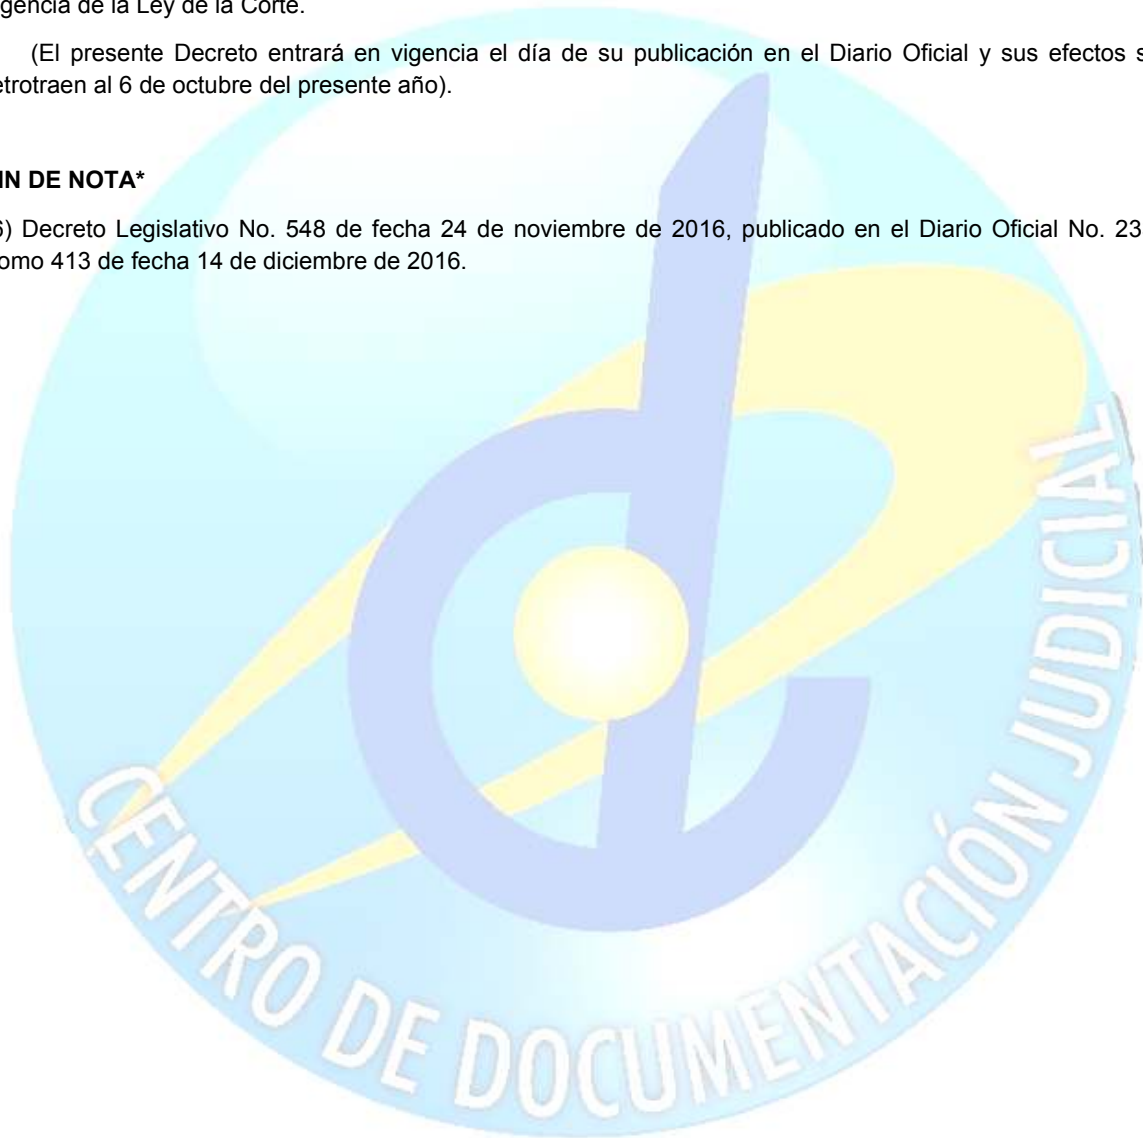 gencia de la Ley de la Corte.
(El presente Decreto entrará en vigencia el día de su publicación en el Diario Oficial y sus efectos s
etrotraen al 6 de octubre del presente año).
IN DE NOTA*
6) Decreto Legislativo No. 548 de fecha 24 de noviembre de 2016, publicado en el Diario Oficial No. 23
omo 413 de fecha 14 de diciembre de 2016.
CENTRO DE DOCUMENTACIÓN JUDICIAL